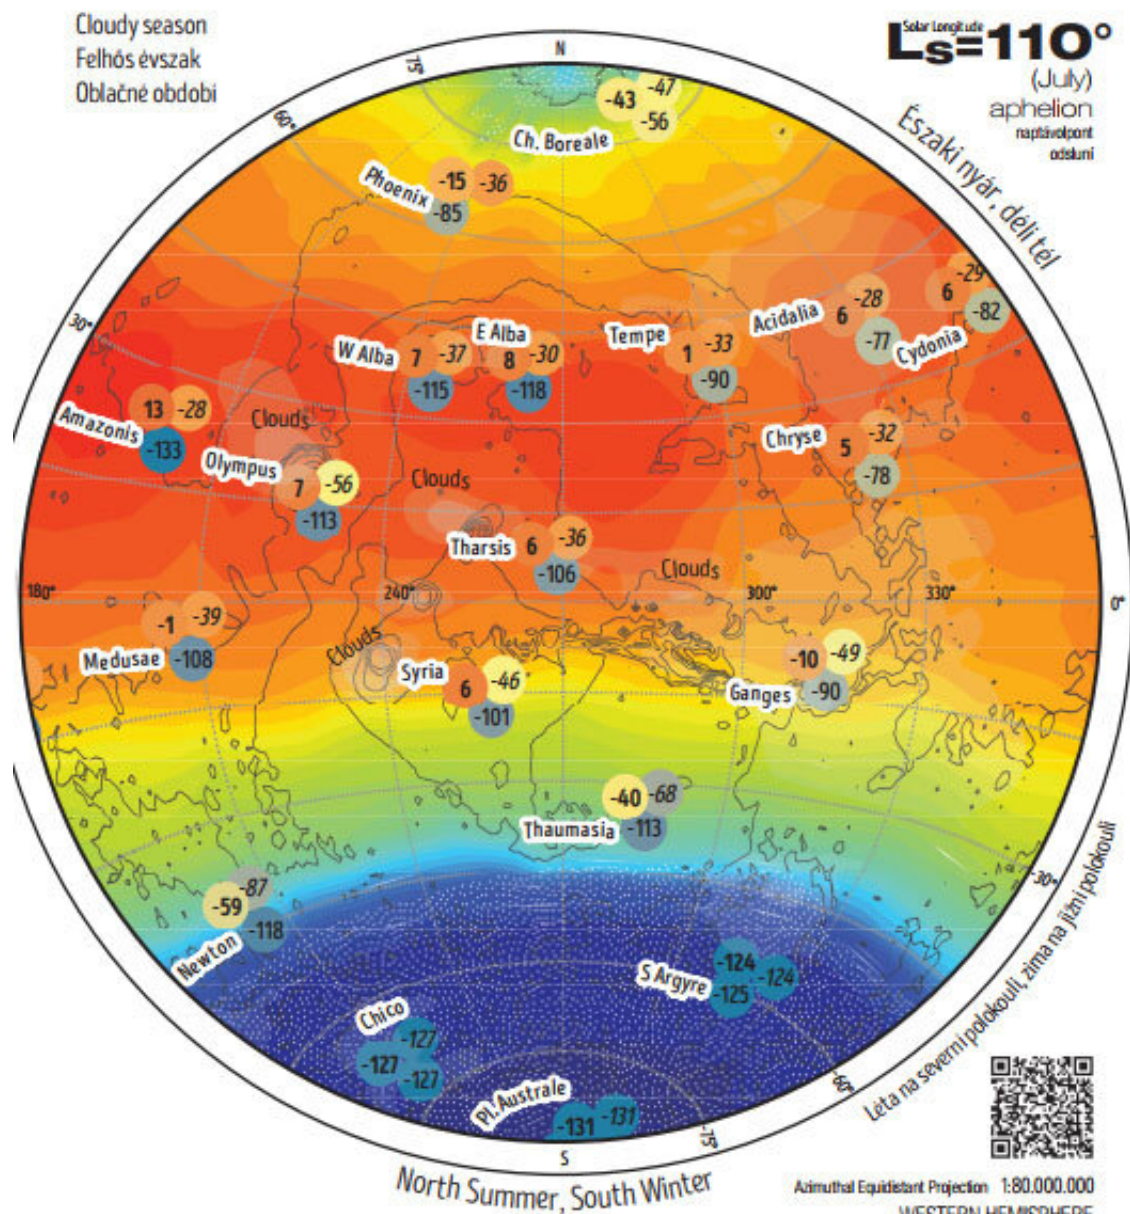 Cloudy season
Felhős évszak
Oblačné období
Solar Longitude
Ls=110°
(July)
aphelion
naptávolpont
odsluní
Északi nyár, déli tél
N
75°
60°
30°
-43
-47
-56
Ch. Boreale
Phoenix
-15
-36
-85
-29
6
-82
Cydonia
Acidalia
6
-28
-77
Tempe
1
-33
-90
E Alba
8
-30
-118
W Alba
7
-37
-115
Amazonis
13
-28
-133
Clouds
Olympus
7
-56
-113
Clouds
Chryse
5
-32
-78
Tharsis
6
-36
-106
Clouds
180°
240°
300°
330°
0°
-1
-39
Medusae
-108
Clouds
Syria
6
-46
-101
-10
-49
Ganges
-90
-40
-68
Thaumasia
-113
-30°
-87
-59
-118
Newton
S Argyre
-124
-124
-125
Chico
-127
-127
-127
Pl. Australe
-131
-131
-60°
-75°
S
Léta na severní polokouli, zima na jižní polokouli
North Summer, South Winter
Azimuthal Equidistant Projection 1:80.000.000
WESTERN HEMISPHERE